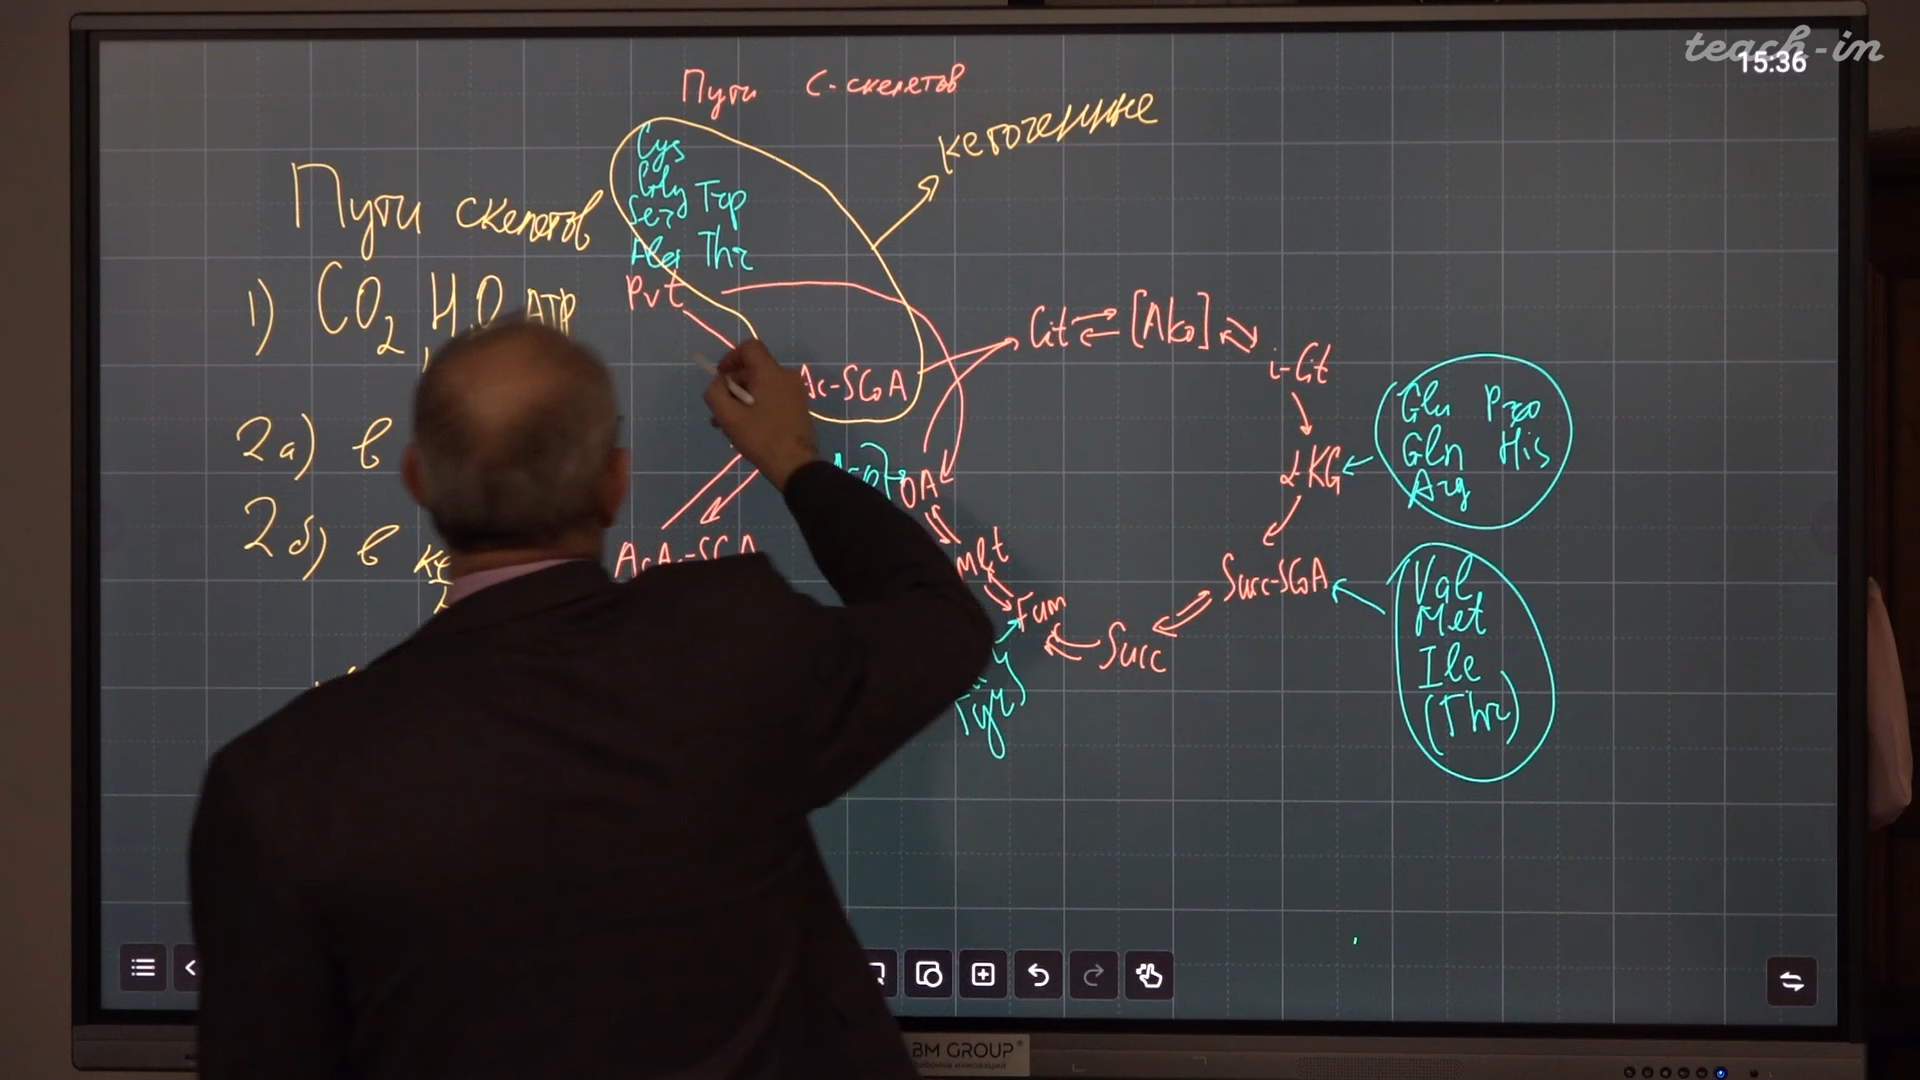 teach-in
15:36
Пути С-скелетов
кетогенные
Пути скелетов
Cys
Gly
Ser Trp
Ala Thr
Pvt
1) CO2, H2O ATP
Cit ⇄ [Ako]
i-Cit
Ac-SCoA
2а) в
2б) в
OA
αKG
Glu Pro
Gln His
Arg
AcAc-SCoA
Mlt
Fum
Succ
Succ-SCoA
Val
Met
Ile
(Thr)
Tyr
BM GROUP